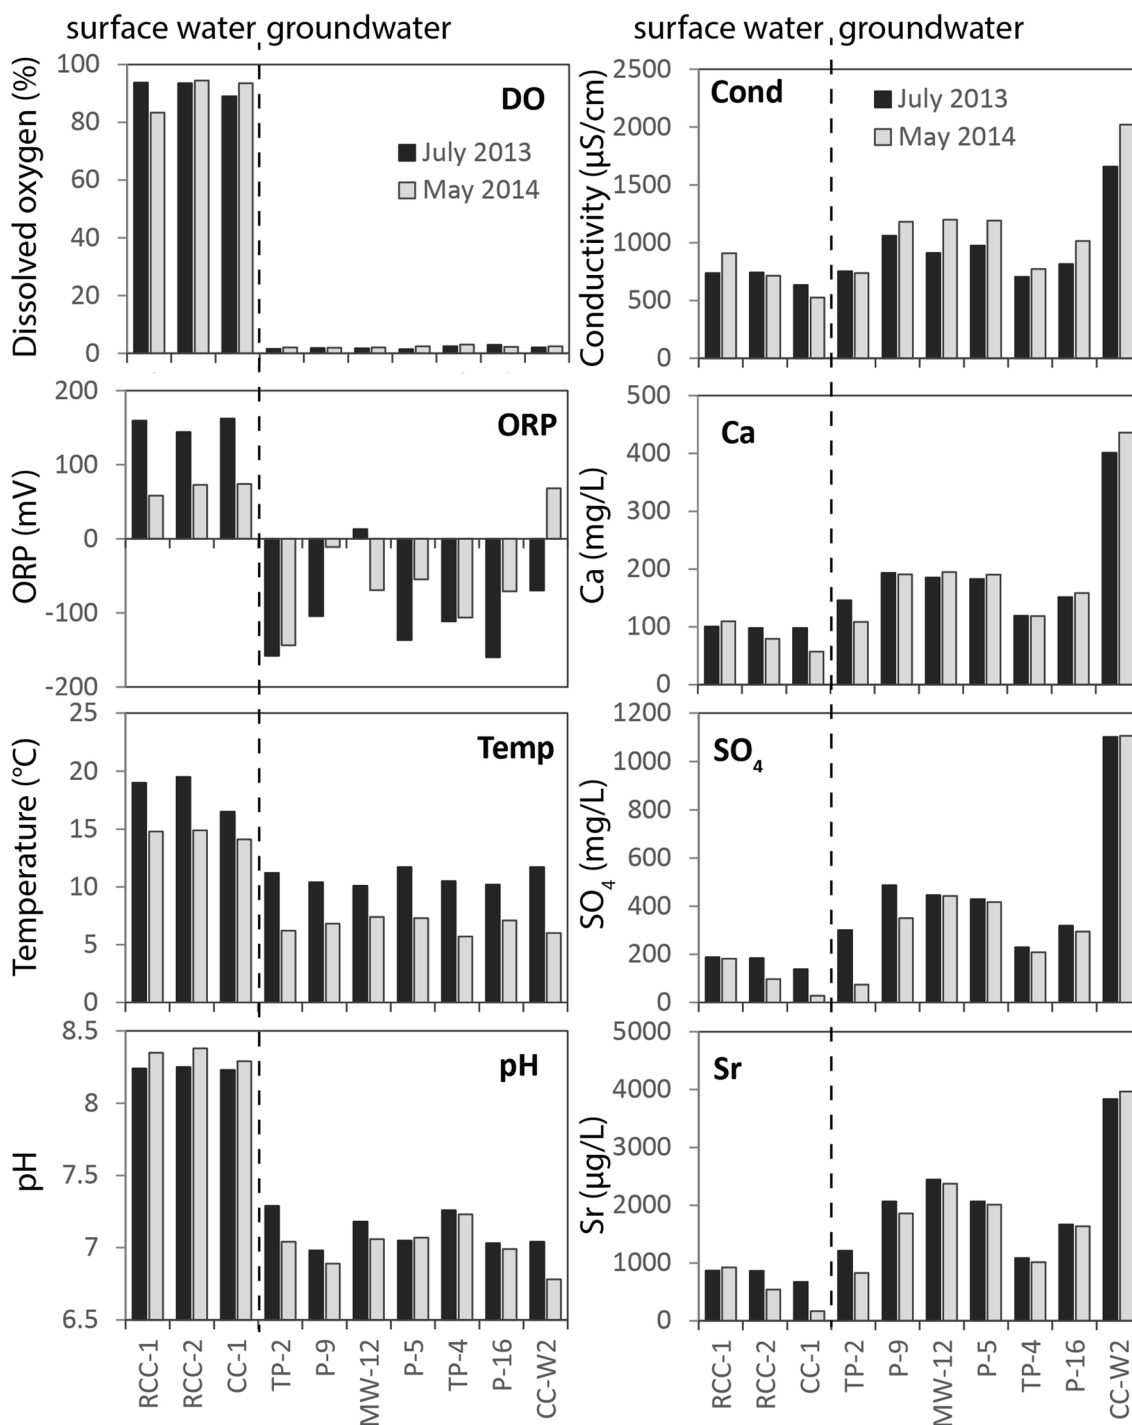 surface water groundwater
surface water groundwater
Dissolved oxygen (%)
100
80
60
40
20
0
DO
July 2013
May 2014
Conductivity (µS/cm)
2500
2000
1500
1000
500
0
Cond
July 2013
May 2014
ORP (mV)
200
100
0
-100
-200
ORP
Ca (mg/L)
500
400
300
200
100
0
Ca
Temperature (°C)
25
20
15
10
5
0
Temp
SO4 (mg/L)
1200
1000
800
600
400
200
0
SO4
pH
8.5
8
7.5
7
6.5
pH
Sr (µg/L)
5000
4000
3000
2000
1000
0
Sr
RCC-1
RCC-2
CC-1
TP-2
P-9
MW-12
P-5
TP-4
P-16
CC-W2
RCC-1
RCC-2
CC-1
TP-2
P-9
MW-12
P-5
TP-4
P-16
CC-W2